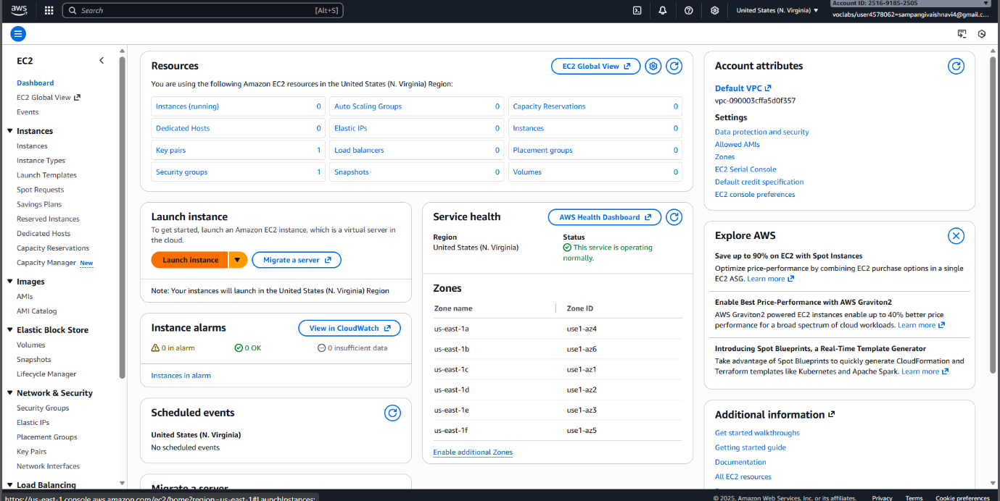 aws
Search [Alt+S]
United States (N. Virginia)
Account ID: 2516-9185-2505
voclabs/user4578062=sampangivaishnavi4@gmail.c...
EC2
Dashboard
EC2 Global View
Events
Instances
Instances
Instance Types
Launch Templates
Spot Requests
Savings Plans
Reserved Instances
Dedicated Hosts
Capacity Reservations
Capacity Manager New
Images
AMIs
AMI Catalog
Elastic Block Store
Volumes
Snapshots
Lifecycle Manager
Network & Security
Security Groups
Elastic IPs
Placement Groups
Key Pairs
Network Interfaces
Load Balancing
Resources
EC2 Global View
You are using the following Amazon EC2 resources in the United States (N. Virginia) Region:
Instances (running) 0
Auto Scaling Groups 0
Capacity Reservations 0
Dedicated Hosts 0
Elastic IPs 0
Instances 0
Key pairs 1
Load balancers 0
Placement groups 0
Security groups 1
Snapshots 0
Volumes 0
Launch instance
To get started, launch an Amazon EC2 instance, which is a virtual server in
the cloud.
Launch instance
Migrate a server
Note: Your instances will launch in the United States (N. Virginia) Region
Instance alarms
View in CloudWatch
0 in alarm
0 OK
0 insufficient data
Instances in alarm
Scheduled events
United States (N. Virginia)
No scheduled events
Migrate a server
Service health
AWS Health Dashboard
Region
United States (N. Virginia)
Status
This service is operating
normally.
Zones
Zone name Zone ID
us-east-1a use1-az4
us-east-1b use1-az6
us-east-1c use1-az1
us-east-1d use1-az2
us-east-1e use1-az3
us-east-1f use1-az5
Enable additional Zones
Account attributes
Default VPC
vpc-090003cffa5d0f357
Settings
Data protection and security
Allowed AMIs
Zones
EC2 Serial Console
Default credit specification
EC2 console preferences
Explore AWS
Save up to 90% on EC2 with Spot Instances
Optimize price-performance by combining EC2 purchase options in a single
EC2 ASG. Learn more
Enable Best Price-Performance with AWS Graviton2
AWS Graviton2 powered EC2 instances enable up to 40% better price
performance for a broad spectrum of cloud workloads. Learn more
Introducing Spot Blueprints, a Real-Time Template Generator
Take advantage of Spot Blueprints to quickly generate CloudFormation and
Terraform templates like Kubernetes and Apache Spark. Learn more
Additional information
Get started walkthroughs
Getting started guide
Documentation
All EC2 resources
https://us-east-1.console.aws.amazon.com/ec2/home?region=us-east-1#LaunchInstances:
© 2025, Amazon Web Services, Inc. or its affiliates. Privacy Terms Cookie preferences